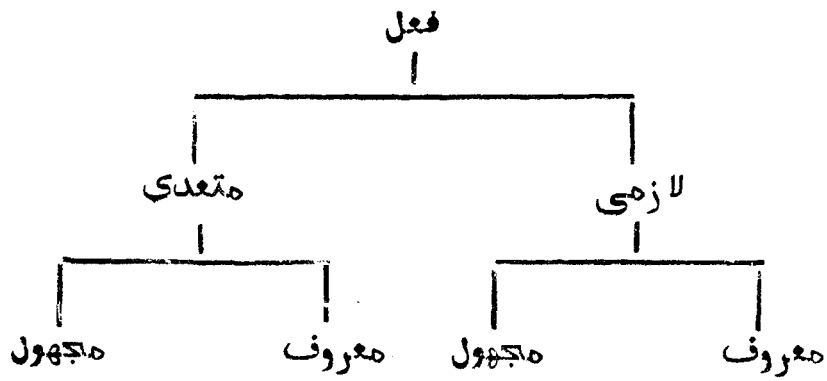 فعل
لازمی متعدی
معروف مجهول معروف مجهول